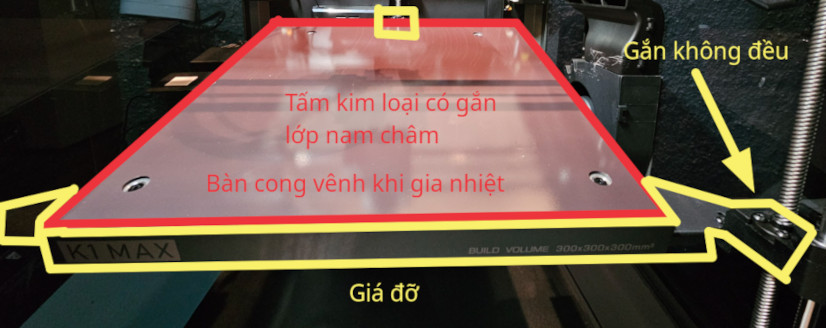 Gắn không đều
Tấm kim loại có gắn
lớp nam châm
Bàn cong vênh khi gia nhiệt
K1 MAX
BUILD VOLUME 300x300x300mm³
Giá đỡ